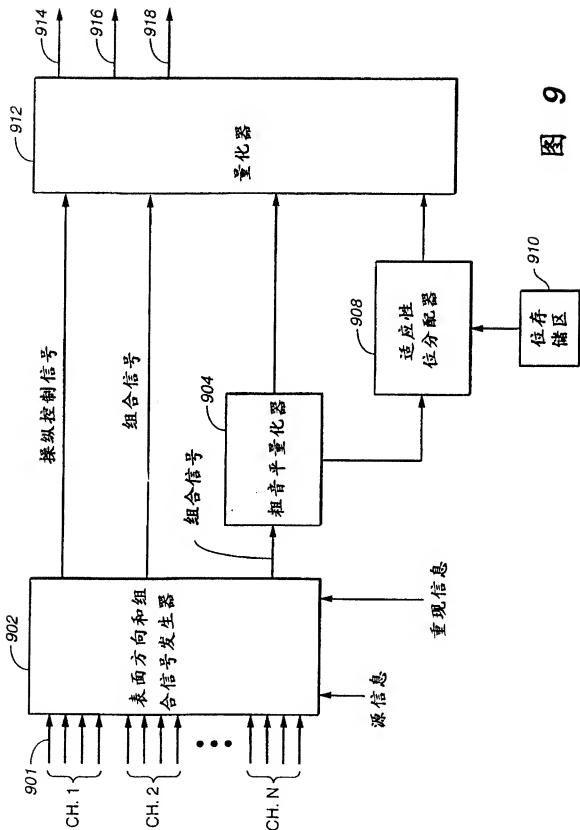 901
CH. 1
CH. 2
CH. N
902
表面方向和组
合信号发生器
源信息
重现信息
操纵控制信号
组合信号
组合信号
904
粗音平量化器
908
适应性
位分配器
910
位存
储区
912
量化器
914
916
918
图 9